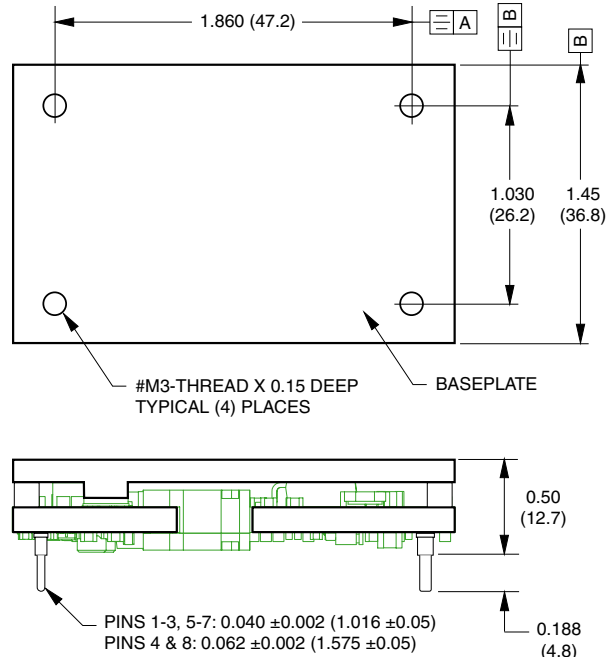 1.860 (47.2)
A
B
B
1.030
(26.2)
1.45
(36.8)
#M3-THREAD X 0.15 DEEP
TYPICAL (4) PLACES
BASEPLATE
0.50
(12.7)
PINS 1-3, 5-7: 0.040 ±0.002 (1.016 ±0.05)
PINS 4 & 8: 0.062 ±0.002 (1.575 ±0.05)
0.188
(4.8)